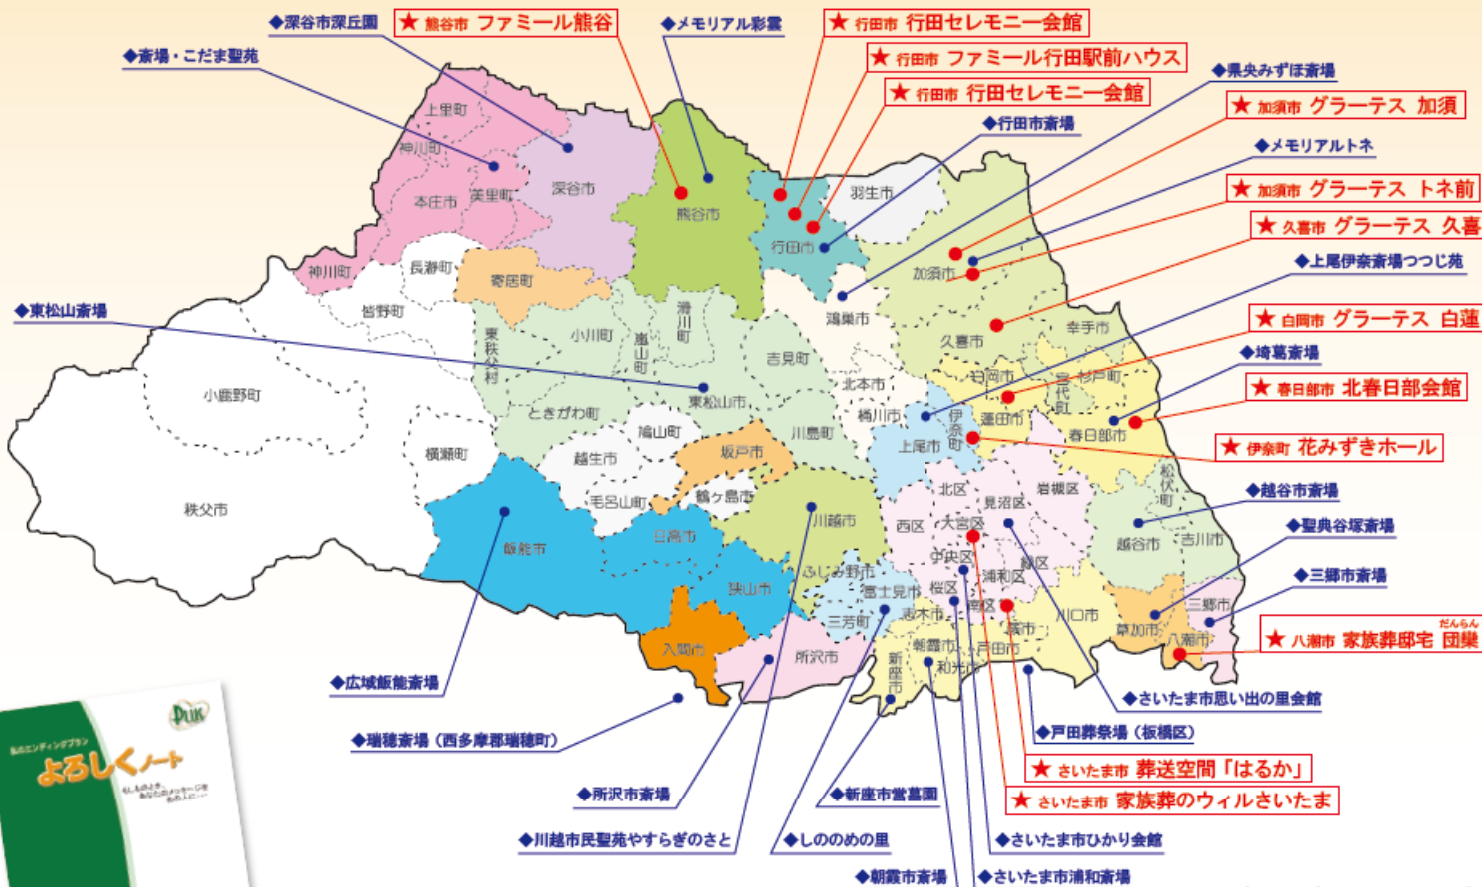 ◆深谷市深丘園
★ 熊谷市 ファミール熊谷
◆メモリアル彩雲
★ 行田市 行田セレモニー会館
◆斎場・こだま聖苑
★ 行田市 ファミール行田駅前ハウス
◆県央みずほ斎場
★ 行田市 行田セレモニー会館
★ 加須市 グラーテス 加須
◆行田市斎場
◆メモリアルトネ
★ 加須市 グラーテス トネ前
★ 久喜市 グラーテス 久喜
◆上尾伊奈斎場つつじ苑
◆東松山斎場
★ 白岡市 グラーテス 白蓮
◆埼葛斎場
★ 春日部市 北春日部会館
★ 伊奈町 花みずきホール
◆越谷市斎場
◆聖典谷塚斎場
◆三郷市斎場
だんらん
★ 八潮市 家族葬邸宅 団欒
上里町
神川町
本庄市
美里町
深谷市
熊谷市
行田市
羽生市
加須市
神川町
長瀞町
寄居町
皆野町
東秩父村
小川町
嵐山町
滑川町
吉見町
鴻巣市
久喜市
幸手市
小鹿野町
ときがわ町
東松山市
北本市
桶川市
白岡市
宮代町
杉戸町
蓮田市
春日部市
伊奈町
上尾市
川島町
鳩山町
坂戸市
横瀬町
越生市
毛呂山町
鶴ヶ島市
秩父市
飯能市
日高市
川越市
北区
見沼区
岩槻区
松伏町
西区
大宮区
越谷市
吉川市
中央区
緑区
浦和区
桜区
南区
狭山市
ふじみ野市
富士見市
三芳町
志木市
川口市
草加市
八潮市
三郷市
入間市
所沢市
新座市
朝霞市
和光市
戸田市
蕨市
◆広域飯能斎場
◆瑞穂斎場（西多摩郡瑞穂町）
◆さいたま市思い出の里会館
◆戸田葬祭場（板橋区）
★ さいたま市 葬送空間「はるか」
★ さいたま市 家族葬のウィルさいたま
◆所沢市斎場
◆新座市営墓園
◆川越市民聖苑やすらぎのさと
◆しののめの里
◆さいたま市ひかり会館
◆朝霞市斎場
◆さいたま市浦和斎場
私のエンディングプラン
よろしくノート